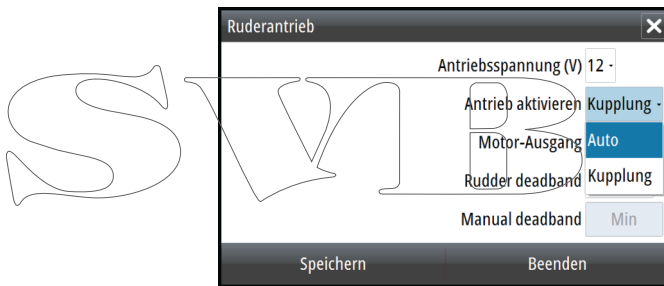 Ruderantrieb
Antriebsspannung (V) 12
Antrieb aktivieren Kupplung
Motor-Ausgang Auto
Rudder deadband Kupplung
Manual deadband Min
Speichern Beenden
SVB